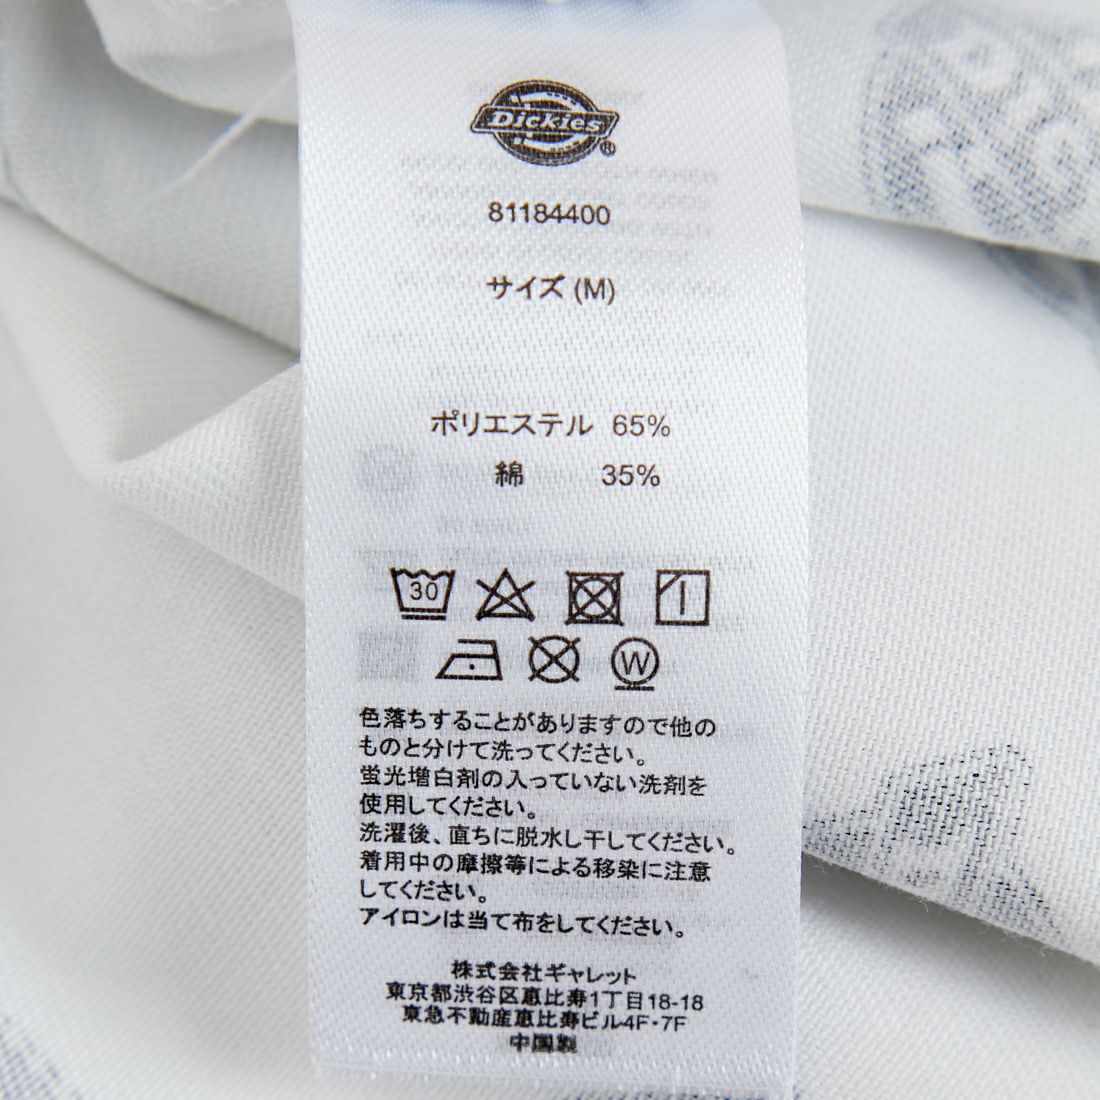 Dickies®
81184400
サイズ (M)
ポリエステル 65%
綿 35%
30
W
色落ちすることがありますので他の
ものと分けて洗ってください。
蛍光増白剤の入っていない洗剤を
使用してください。
洗濯後、直ちに脱水し干してください。
着用中の摩擦等による移染に注意
してください。
アイロンは当て布をしてください。
株式会社ギャレット
東京都渋谷区恵比寿1丁目18-18
東急不動産恵比寿ビル4F・7F
中国製